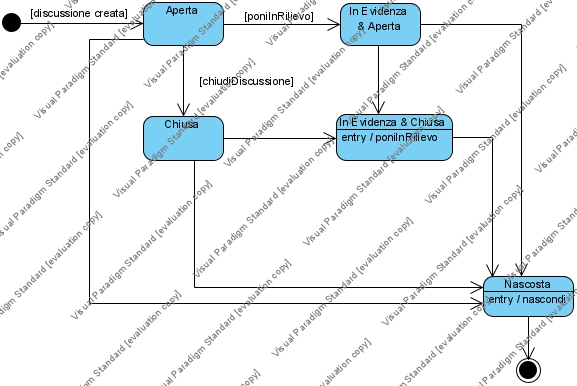 [discussione creata]
Aperta
[poniInRilievo]
In Evidenza
& Aperta
[chiudiDiscussione]
Chiusa
In Evidenza & Chiusa
entry / poniInRilievo
Nascosta
entry / nascondi
Visual Paradigm Standard [evaluation copy]